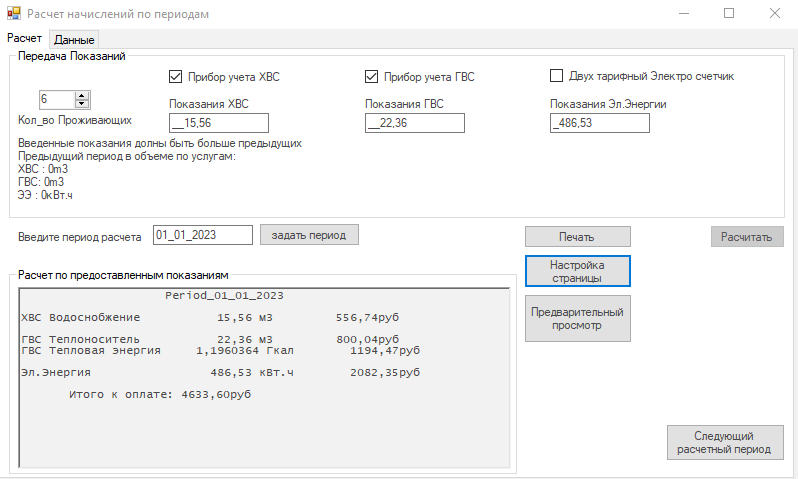 Расчет начислений по периодам
Расчет Данные
Передача Показаний
Прибор учета ХВС Прибор учета ГВС Двух тарифный Электро счетчик
6
Показания ХВС Показания ГВС Показания Эл.Энергии
Кол_во Проживающих __15,56 __22,36 _486,53
Введенные показания долны быть больше предыдущих
Предыдущий период в объеме по услугам:
ХВС : 0m3
ГВС: 0m3
ЭЭ : 0кВт.ч
Введите период расчета 01_01_2023 задать период Печать Расчитать
Настройка
страницы
Расчет по предоставленным показаниям
Period_01_01_2023
Предварительный
просмотр
ХВС Водоснобжение 15,56 м3 556,74руб
ГВС Теплоноситель 22,36 м3 800,04руб
ГВС Тепловая энергия 1,1960364 Гкал 1194,47руб
Эл.Энергия 486,53 кВт.ч 2082,35руб
Итого к оплате: 4633,60руб
Следующий
расчетный период